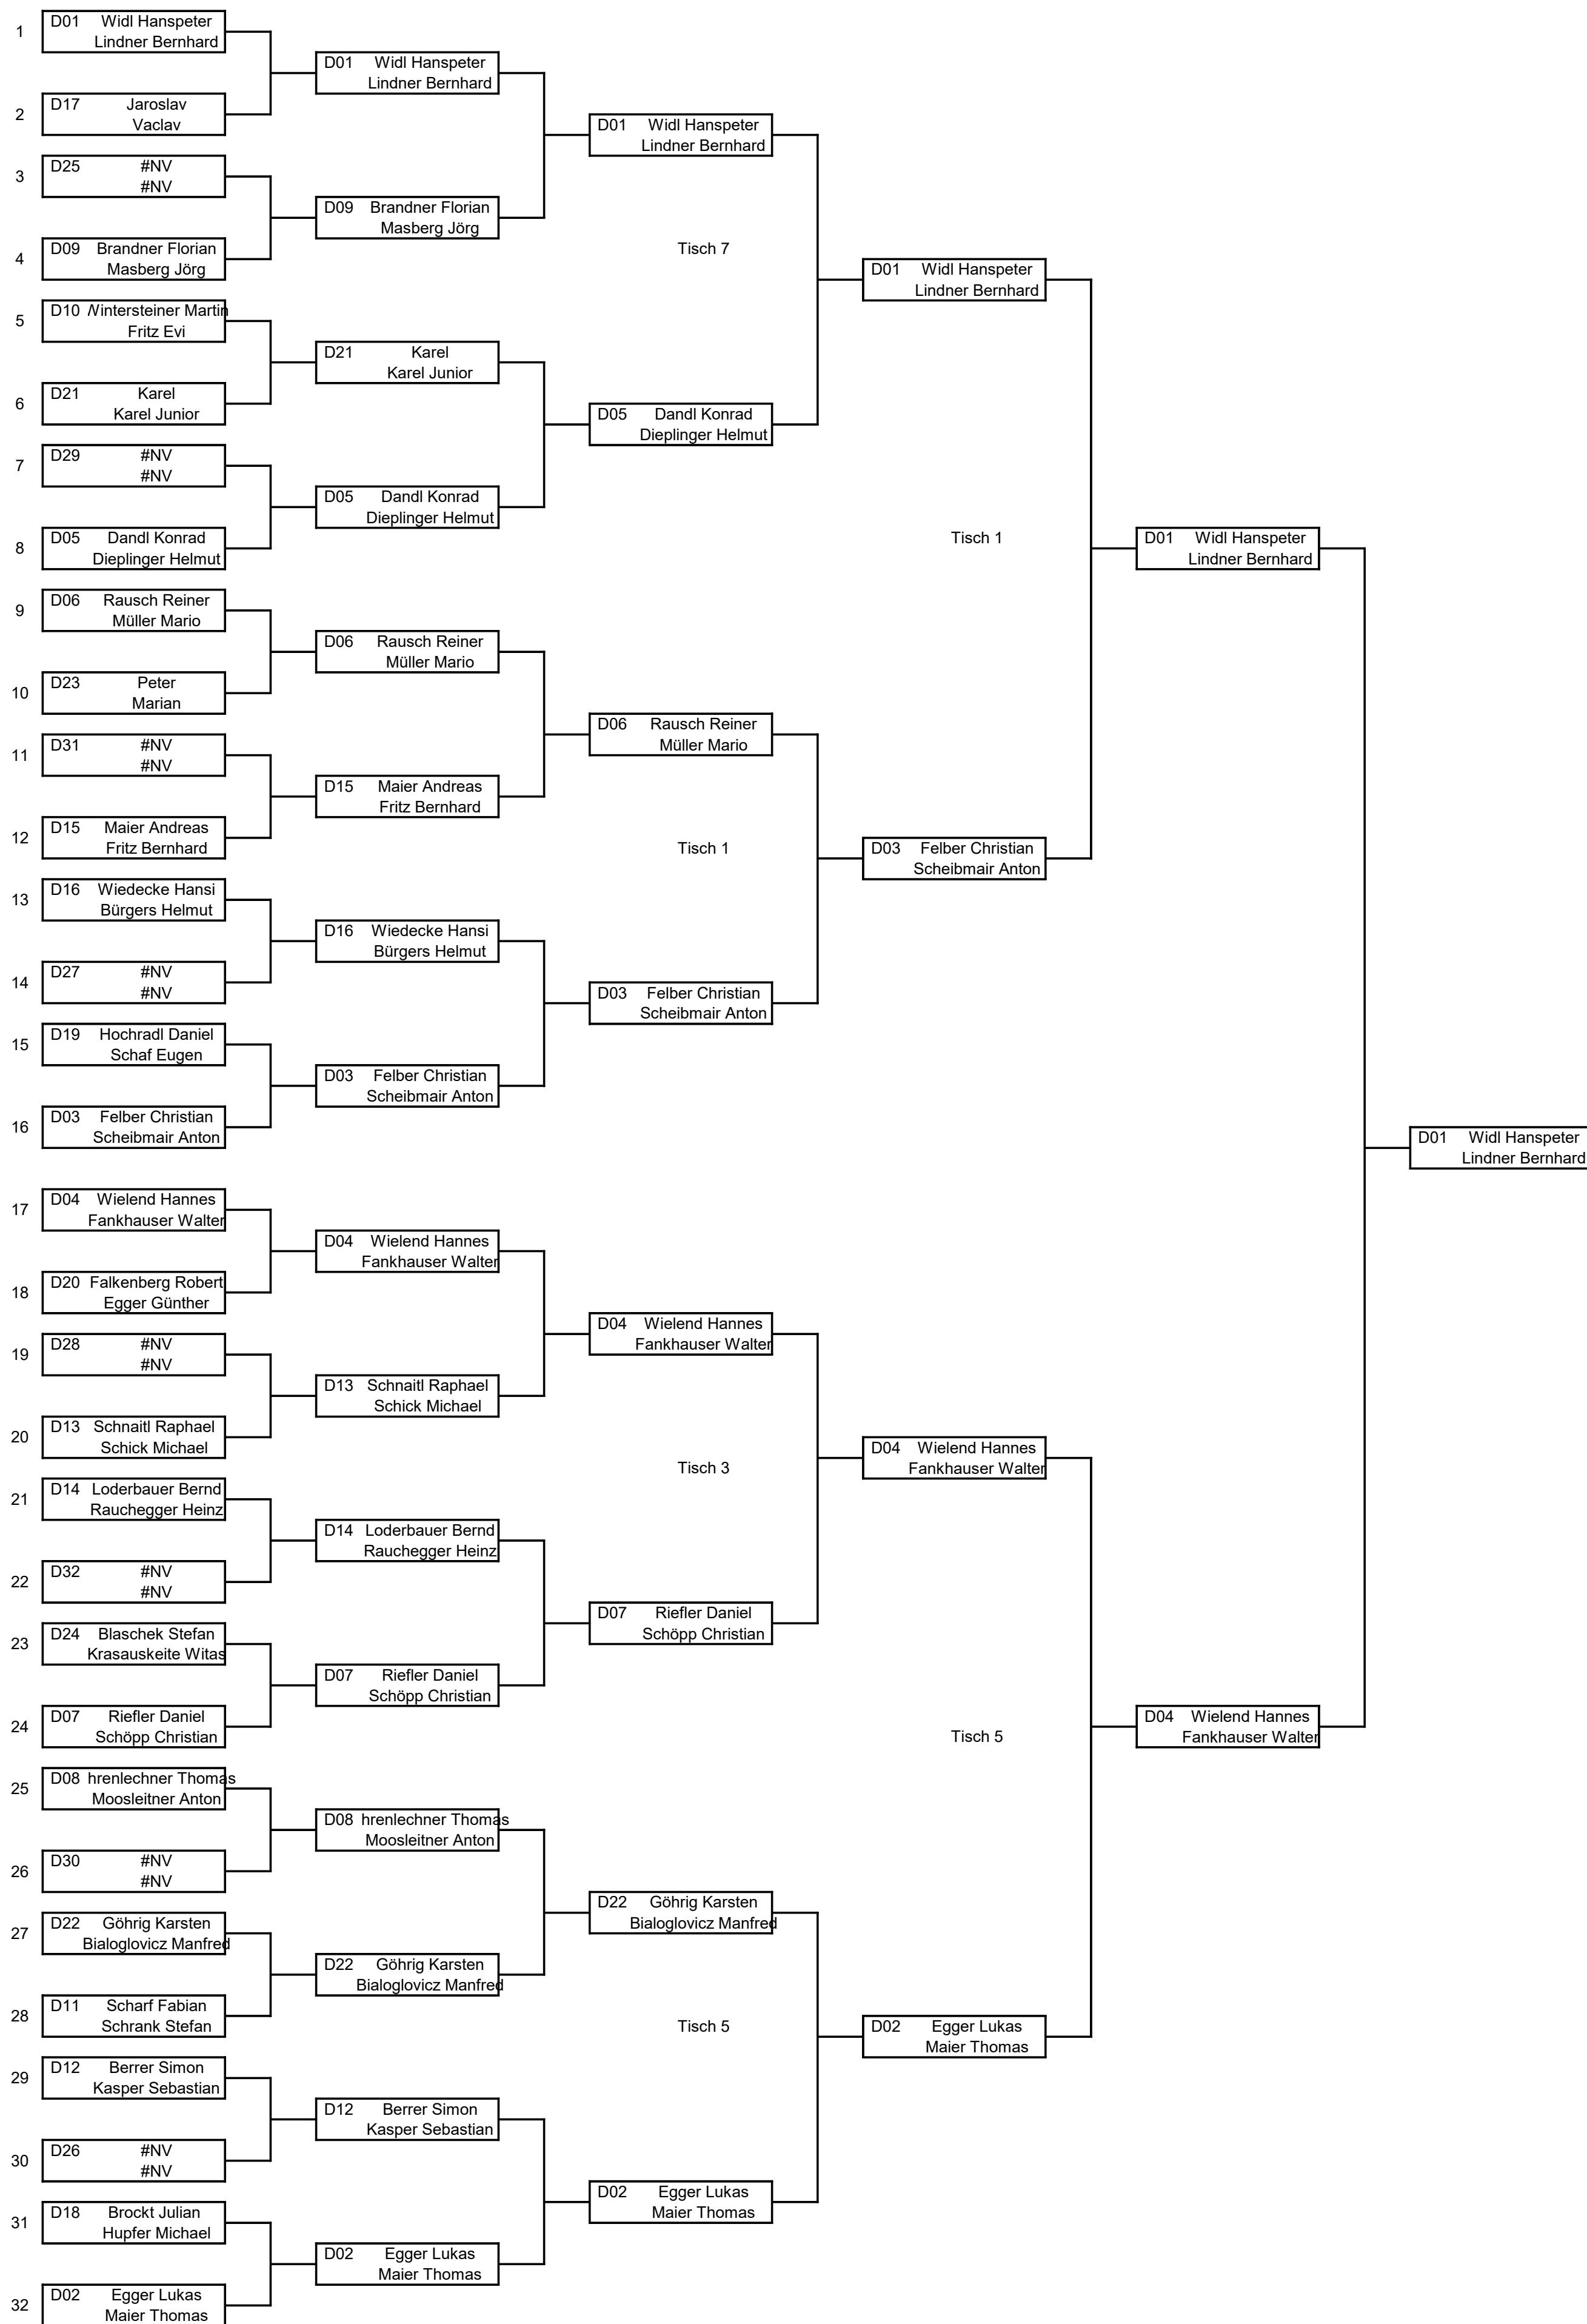 1
D01 Widl Hanspeter
Lindner Bernhard
D01 Widl Hanspeter
Lindner Bernhard
2
D17 Jaroslav
Vaclav
D01 Widl Hanspeter
Lindner Bernhard
3
D25 #NV
#NV
D09 Brandner Florian
Masberg Jörg
4
D09 Brandner Florian
Masberg Jörg
Tisch 7
D01 Widl Hanspeter
Lindner Bernhard
5
D10 Wintersteiner Martin
Fritz Evi
D21 Karel
Karel Junior
6
D21 Karel
Karel Junior
D05 Dandl Konrad
Dieplinger Helmut
7
D29 #NV
#NV
D05 Dandl Konrad
Dieplinger Helmut
8
D05 Dandl Konrad
Dieplinger Helmut
Tisch 1
D01 Widl Hanspeter
Lindner Bernhard
9
D06 Rausch Reiner
Müller Mario
D06 Rausch Reiner
Müller Mario
10
D23 Peter
Marian
D06 Rausch Reiner
Müller Mario
11
D31 #NV
#NV
D15 Maier Andreas
Fritz Bernhard
12
D15 Maier Andreas
Fritz Bernhard
Tisch 1
D03 Felber Christian
Scheibmair Anton
13
D16 Wiedecke Hansi
Bürgers Helmut
D16 Wiedecke Hansi
Bürgers Helmut
14
D27 #NV
#NV
D03 Felber Christian
Scheibmair Anton
15
D19 Hochradl Daniel
Schaf Eugen
D03 Felber Christian
Scheibmair Anton
16
D03 Felber Christian
Scheibmair Anton
D01 Widl Hanspeter
Lindner Bernhard
17
D04 Wielend Hannes
Fankhauser Walter
D04 Wielend Hannes
Fankhauser Walter
18
D20 Falkenberg Robert
Egger Günther
D04 Wielend Hannes
Fankhauser Walter
19
D28 #NV
#NV
D13 Schnaitl Raphael
Schick Michael
20
D13 Schnaitl Raphael
Schick Michael
Tisch 3
D04 Wielend Hannes
Fankhauser Walter
21
D14 Loderbauer Bernd
Rauchegger Heinz
D14 Loderbauer Bernd
Rauchegger Heinz
22
D32 #NV
#NV
D07 Riefler Daniel
Schöpp Christian
23
D24 Blaschek Stefan
Krasauskeite Witas
D07 Riefler Daniel
Schöpp Christian
24
D07 Riefler Daniel
Schöpp Christian
Tisch 5
D04 Wielend Hannes
Fankhauser Walter
25
D08 hrenlechner Thomas
Moosleitner Anton
D08 hrenlechner Thomas
Moosleitner Anton
26
D30 #NV
#NV
D22 Göhrig Karsten
Bialoglovicz Manfred
27
D22 Göhrig Karsten
Bialoglovicz Manfred
D22 Göhrig Karsten
Bialoglovicz Manfred
28
D11 Scharf Fabian
Schrank Stefan
Tisch 5
D02 Egger Lukas
Maier Thomas
29
D12 Berrer Simon
Kasper Sebastian
D12 Berrer Simon
Kasper Sebastian
30
D26 #NV
#NV
D02 Egger Lukas
Maier Thomas
31
D18 Brockt Julian
Hupfer Michael
D02 Egger Lukas
Maier Thomas
32
D02 Egger Lukas
Maier Thomas